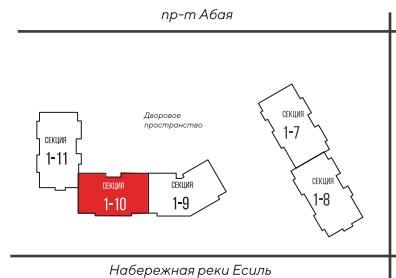 пр-т Абая
Дворовое
пространство
СЕКЦИЯ
1-7
СЕКЦИЯ
1-11
СЕКЦИЯ
1-10
СЕКЦИЯ
1-9
СЕКЦИЯ
1-8
Набережная реки Есиль